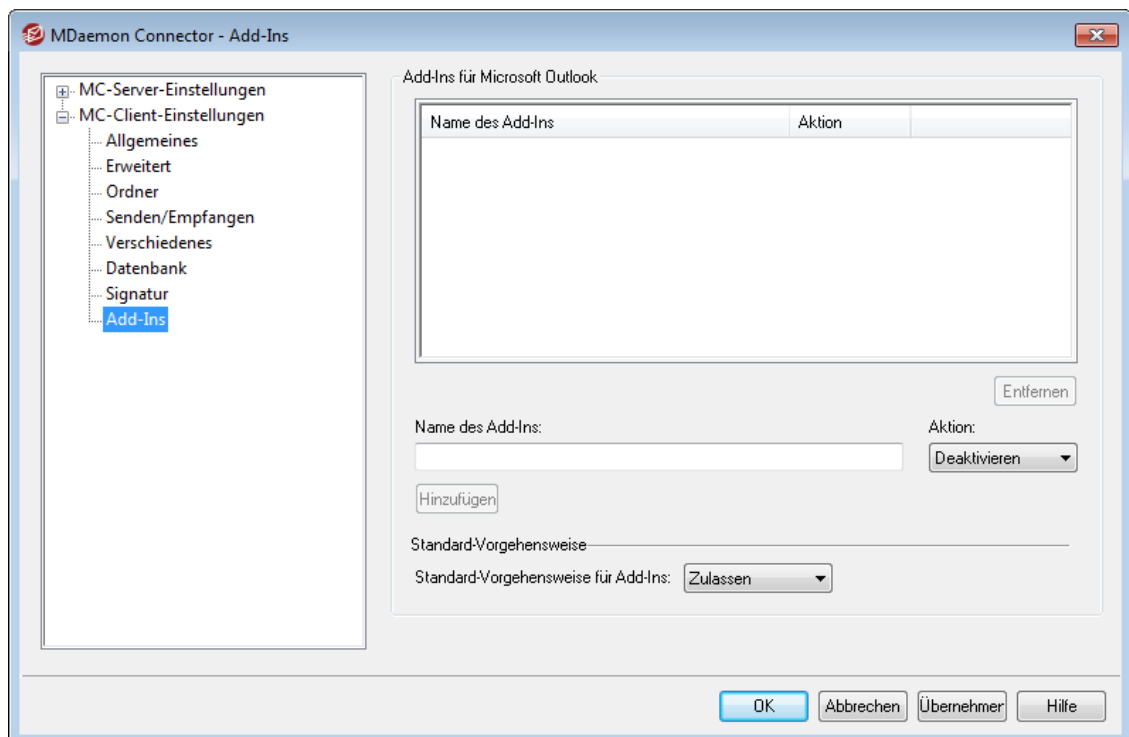 MDaemon Connector - Add-Ins
MC-Server-Einstellungen
MC-Client-Einstellungen
Allgemeines
Erweitert
Ordner
Senden/Empfangen
Verschiedenes
Datenbank
Signatur
Add-Ins
Add-Ins für Microsoft Outlook
Name des Add-Ins Aktion
Entfernen
Name des Add-Ins: Aktion:
Deaktivieren
Hinzufügen
Standard-Vorgehensweise
Standard-Vorgehensweise für Add-Ins: Zulassen
OK Abbrechen Übernehmer Hilfe